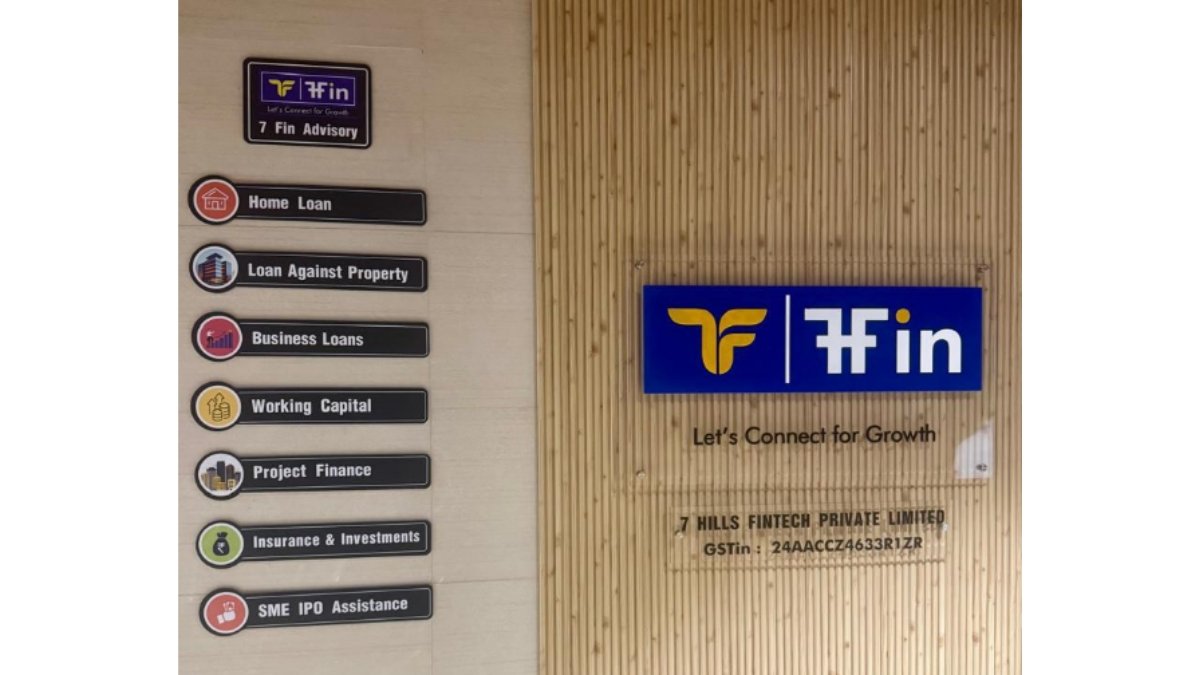 7Fin
Let's Connect for Growth
7 Fin Advisory
Home Loan
Loan Against Property
Business Loans
Working Capital
Project Finance
Insurance & Investments
SME IPO Assistance
7F 7Fin
Let's Connect for Growth
7 HILLS FINTECH PRIVATE LIMITED
GSTin : 24AACCZ4633R1ZR